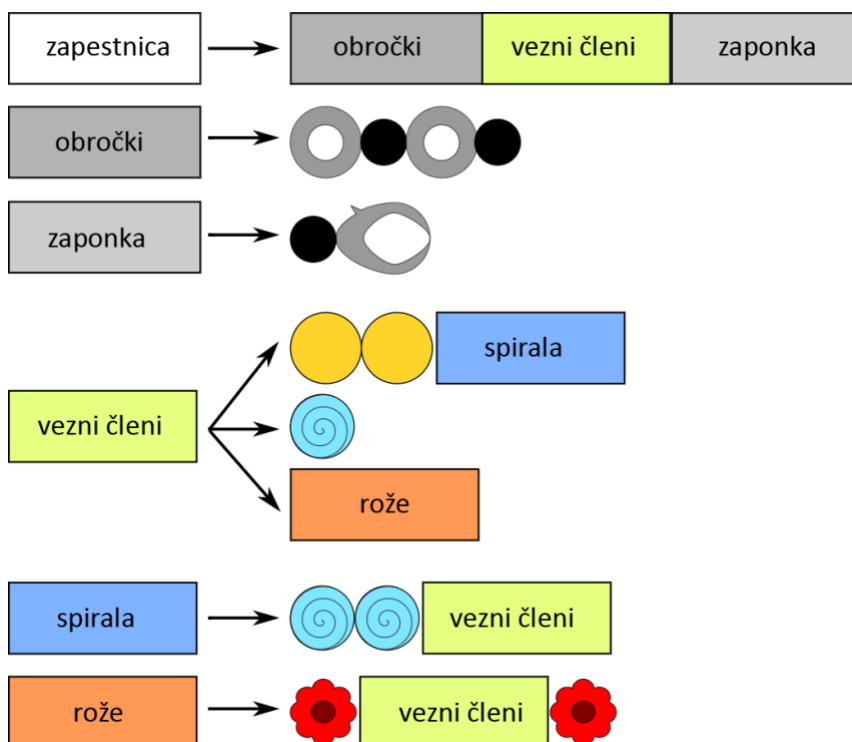 zapestnica obročki vezni členi zaponka
obročki
zaponka
spirala
vezni členi
rože
spirala vezni členi
rože vezni členi